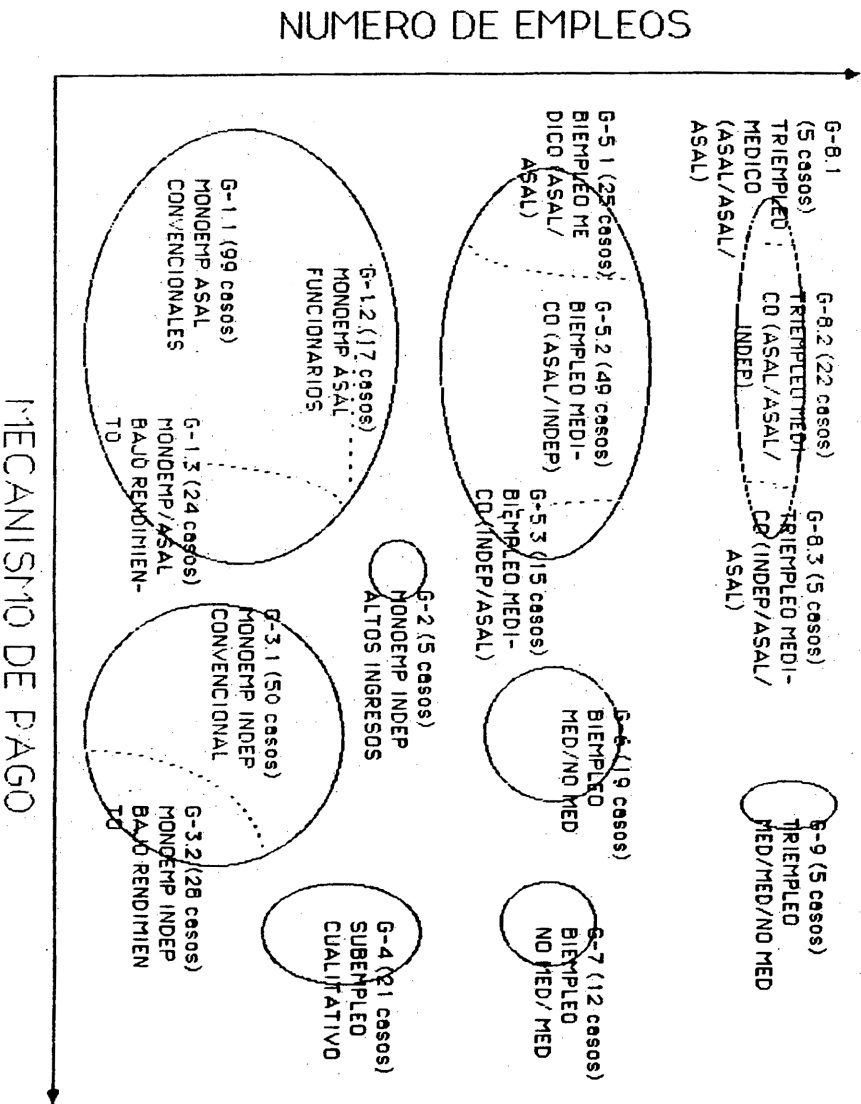 NUMERO DE EMPLEOS
G-8.1
(5 casos)
TRIEMPLEO
MEDICO
(ASAL/ASAL/
ASAL)
G-8.2 (22 casos)
TRIEMPLEO MEDI
CO (ASAL/ASAL/
INDEP)
G-8.3 (5 casos)
TRIEMPLEO MEDI-
CO (INDEP/ASAL/
ASAL)
G-9 (5 casos)
TRIEMPLEO
MED/MED/NO MED
G-5.1 (25 casos)
BIEMPLEO ME
DICO (ASAL/
ASAL)
G-5.2 (49 casos)
BIEMPLEO MEDI-
CO (ASAL/INDEP)
G-5.3 (15 casos)
BIEMPLEO MEDI-
CO (INDEP/ASAL)
G-6 (19 casos)
BIEMPLEO
MED/NO MED
G-7 (12 casos)
BIEMPLEO
NO MED/ MED
G-1.2 (17 casos)
MONOEMP ASAL
FUNCIONARIOS
G-2 (5 casos)
MONOEMP INDEP
ALTOS INGRESOS
G-4 (21 casos)
SUBEMPLEO
CUALITATIVO
G-1.1 (99 casos)
MONOEMP ASAL
CONVENCIONALES
G-1.3 (24 casos)
MONOEMP/ASAL
BAJO RENDIMIEN-
TO
G-3.1 (50 casos)
MONOEMP INDEP
CONVENCIONAL
G-3.2 (28 casos)
MONOEMP INDEP
BAJO RENDIMIEN
TO
MECANISMO DE PAGO